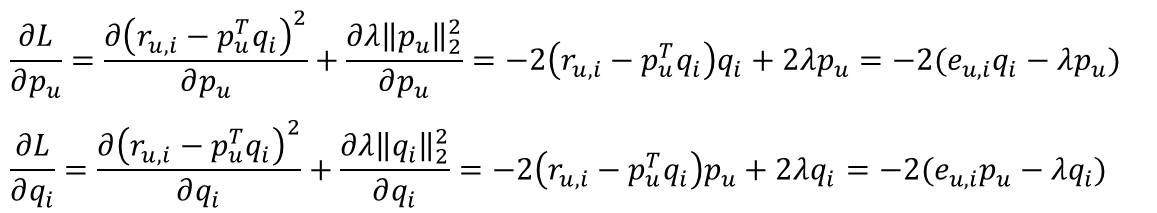 ∂L/∂p_u = ∂(r_{u,i} − p_u^T q_i)^2/∂p_u + ∂λ‖p_u‖_2^2/∂p_u = −2(r_{u,i} − p_u^T q_i)q_i + 2λp_u = −2(e_{u,i}q_i − λp_u)
∂L/∂q_i = ∂(r_{u,i} − p_u^T q_i)^2/∂q_i + ∂λ‖q_i‖_2^2/∂q_i = −2(r_{u,i} − p_u^T q_i)p_u + 2λq_i = −2(e_{u,i}p_u − λq_i)